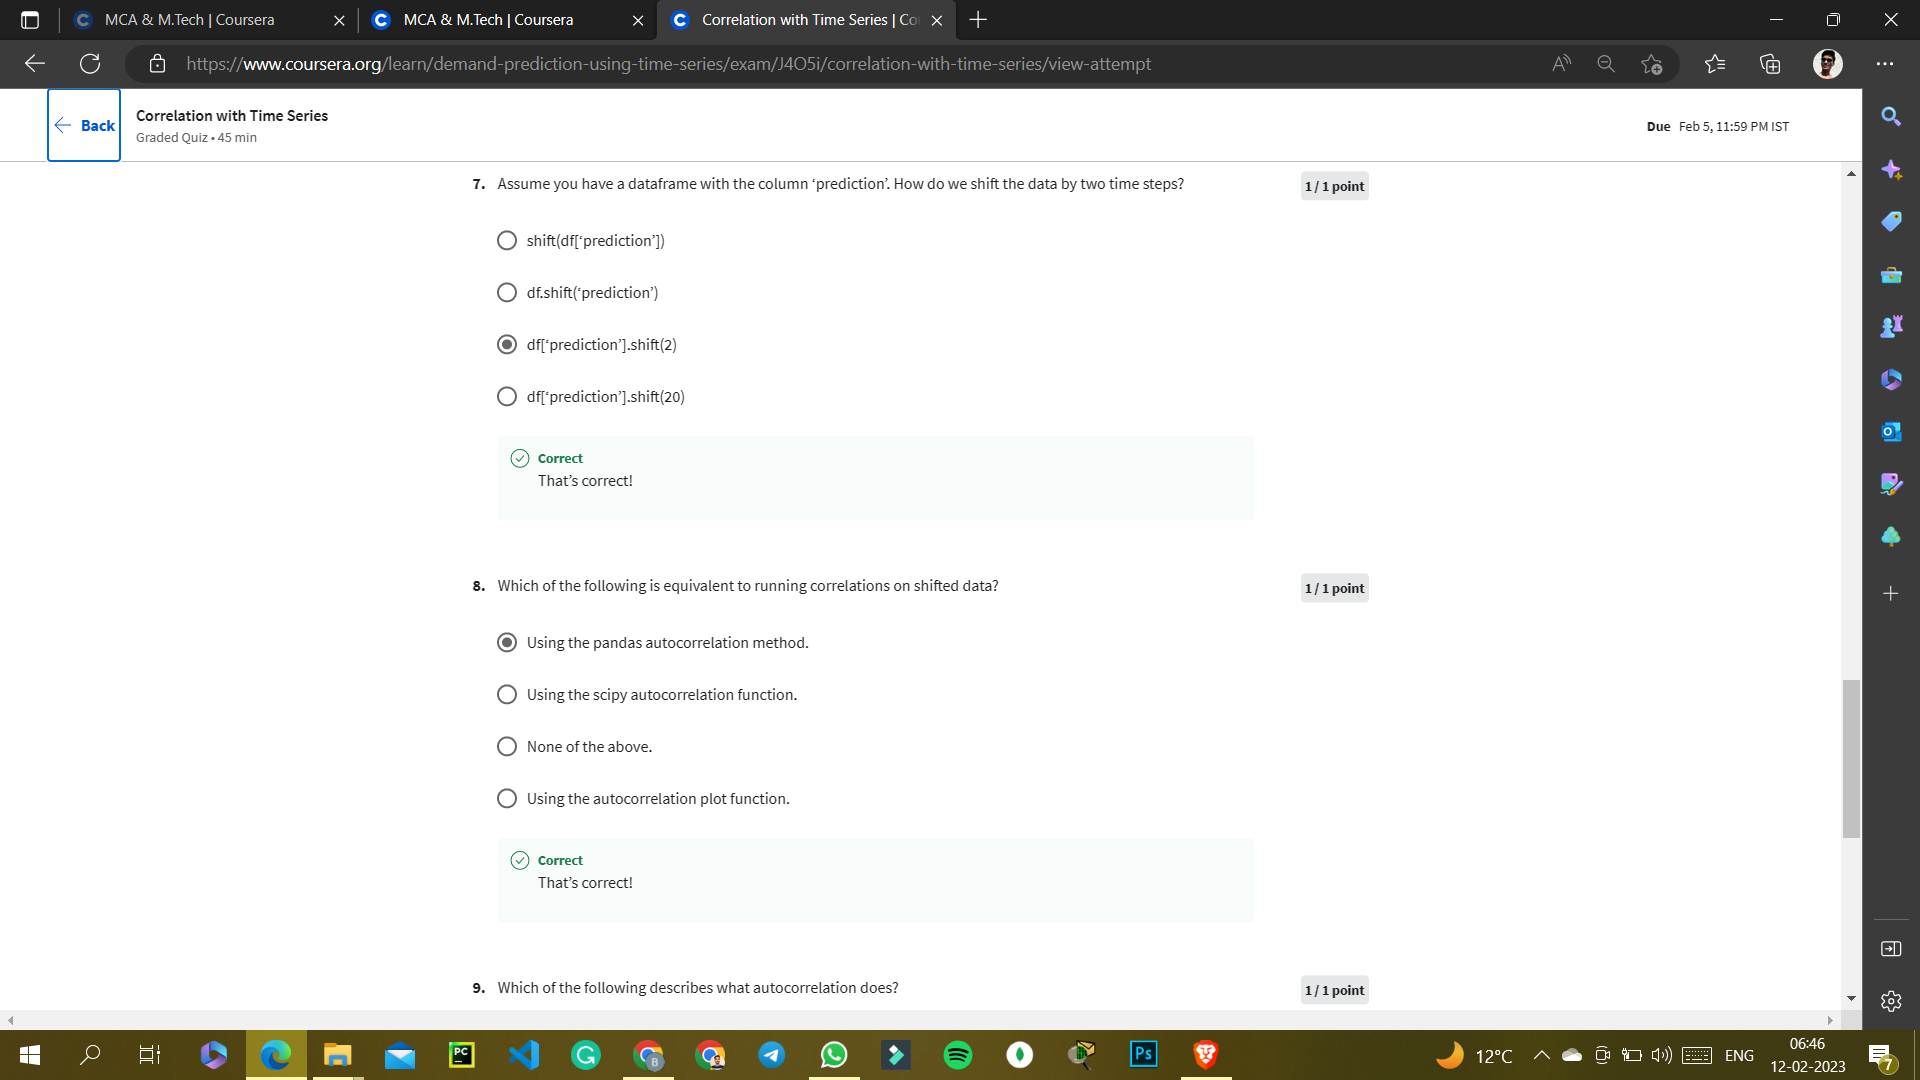 MCA & M.Tech | Coursera
MCA & M.Tech | Coursera
Correlation with Time Series | Co
https://www.coursera.org/learn/demand-prediction-using-time-series/exam/J4O5i/correlation-with-time-series/view-attempt
Back
Correlation with Time Series
Graded Quiz • 45 min
Due Feb 5, 11:59 PM IST
7. Assume you have a dataframe with the column ‘prediction’. How do we shift the data by two time steps?
1 / 1 point
shift(df[‘prediction’])
df.shift(‘prediction’)
df[‘prediction’].shift(2)
df[‘prediction’].shift(20)
Correct
That’s correct!
8. Which of the following is equivalent to running correlations on shifted data?
1 / 1 point
Using the pandas autocorrelation method.
Using the scipy autocorrelation function.
None of the above.
Using the autocorrelation plot function.
Correct
That’s correct!
9. Which of the following describes what autocorrelation does?
1 / 1 point
12°C
ENG
06:46
12-02-2023
7